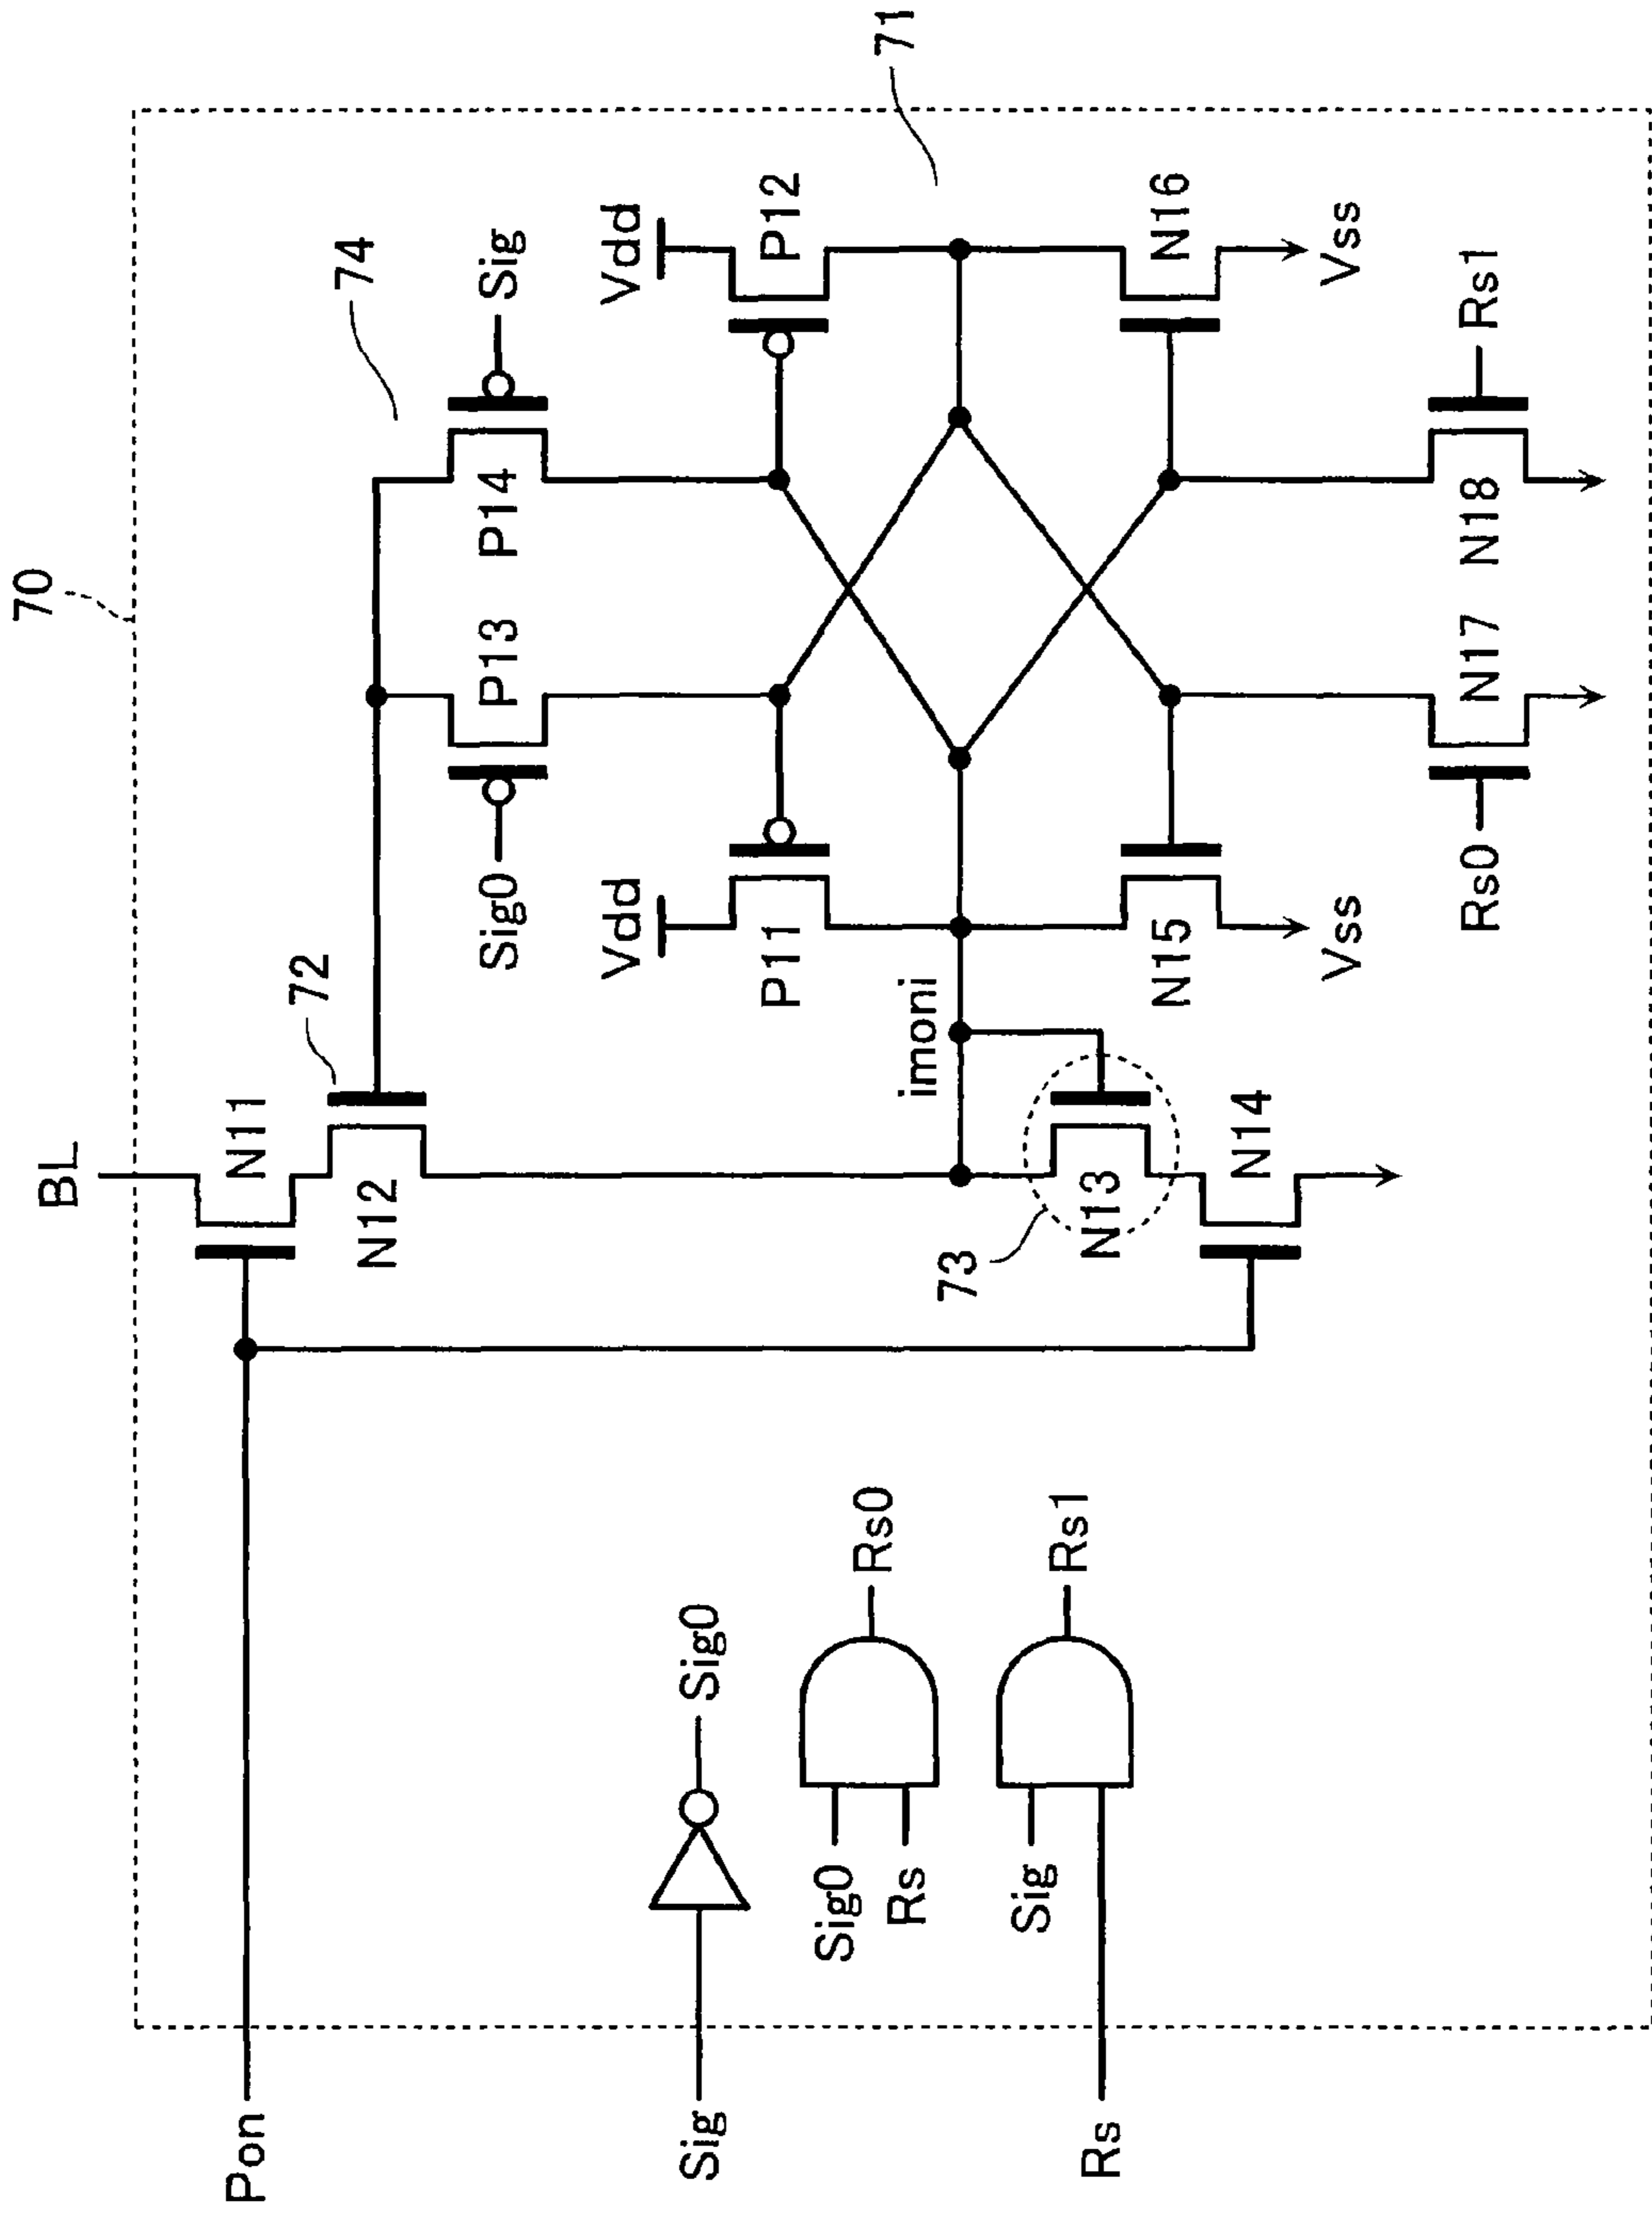 70
BL
Pon
N11
72
N12
74
Sig0
P13
P14
Sig
Vdd
Vdd
P11
P12
71
imoni
Sig
Sig0
Sig0
Rs
Rs0
73
N13
N15
N16
Sig
Rs
Rs1
N14
Vss
Vss
Rs0
N17
N18
Rs1